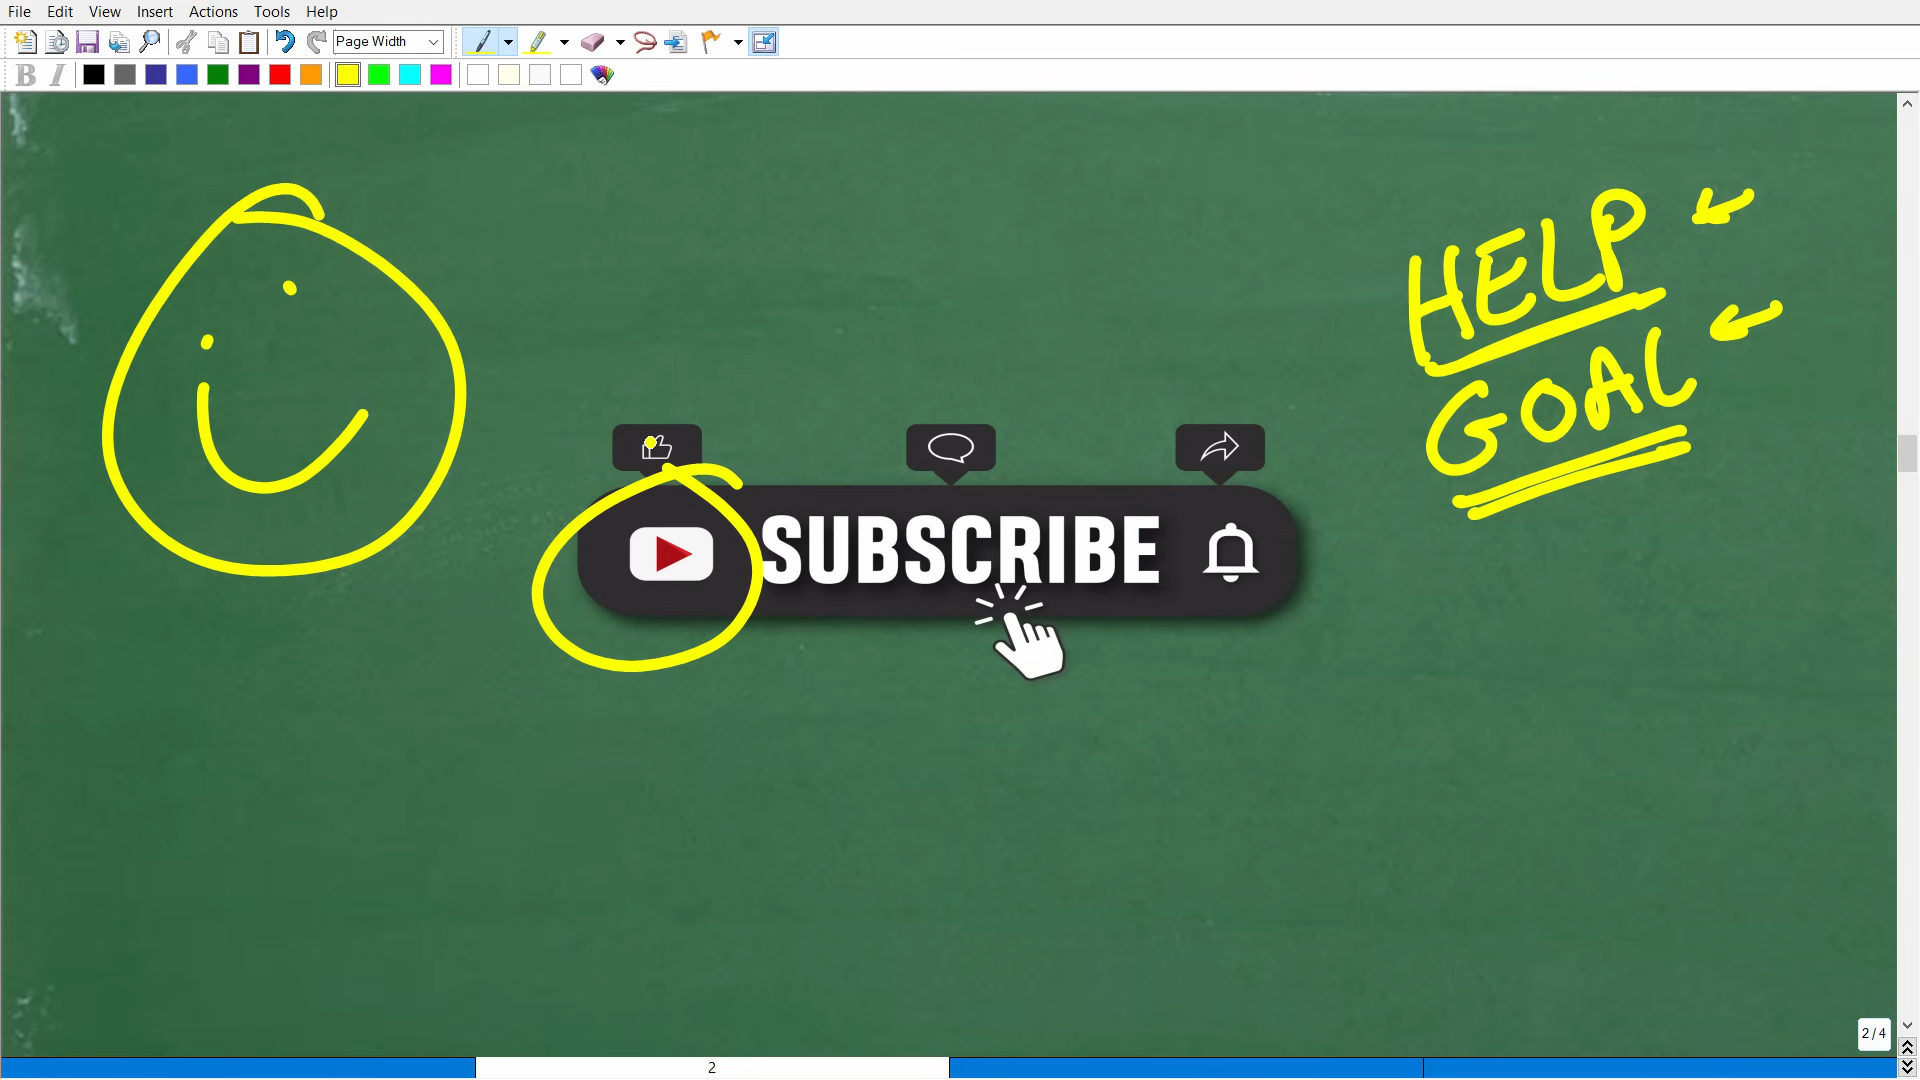 File Edit View Insert Actions Tools Help
Page Width
B I
HELP
GOAL
SUBSCRIBE
2 / 4
2